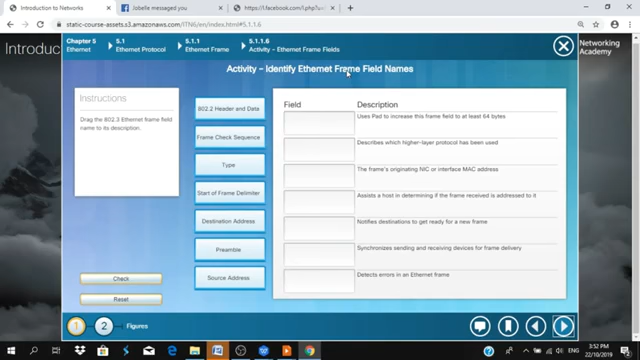 Introduction to Networks
Jobelle messaged you
https://l.facebook.com/l.php?u=
static-course-assets.s3.amazonaws.com/ITN6/en/index.html#5.1.1.6
Introduction
Chapter 5
Ethernet
5.1
Ethernet Protocol
5.1.1
Ethernet Frame
5.1.1.6
Activity - Ethernet Frame Fields
Networking
Academy
Activity - Identify Ethernet Frame Field Names
Instructions
Drag the 802.3 Ethernet frame field
name to its description.
802.2 Header and Data
Frame Check Sequence
Type
Start of Frame Delimiter
Destination Address
Preamble
Source Address
Field
Description
Uses Pad to increase this frame field to at least 64 bytes
Describes which higher-layer protocol has been used
The frame's originating NIC or interface MAC address
Assists a host in determining if the frame received is addressed to it
Notifies destinations to get ready for a new frame
Synchronizes sending and receiving devices for frame delivery
Detects errors in an Ethernet frame
Check
Reset
1
2
Figures
ENG
3:52 PM
22/10/2019